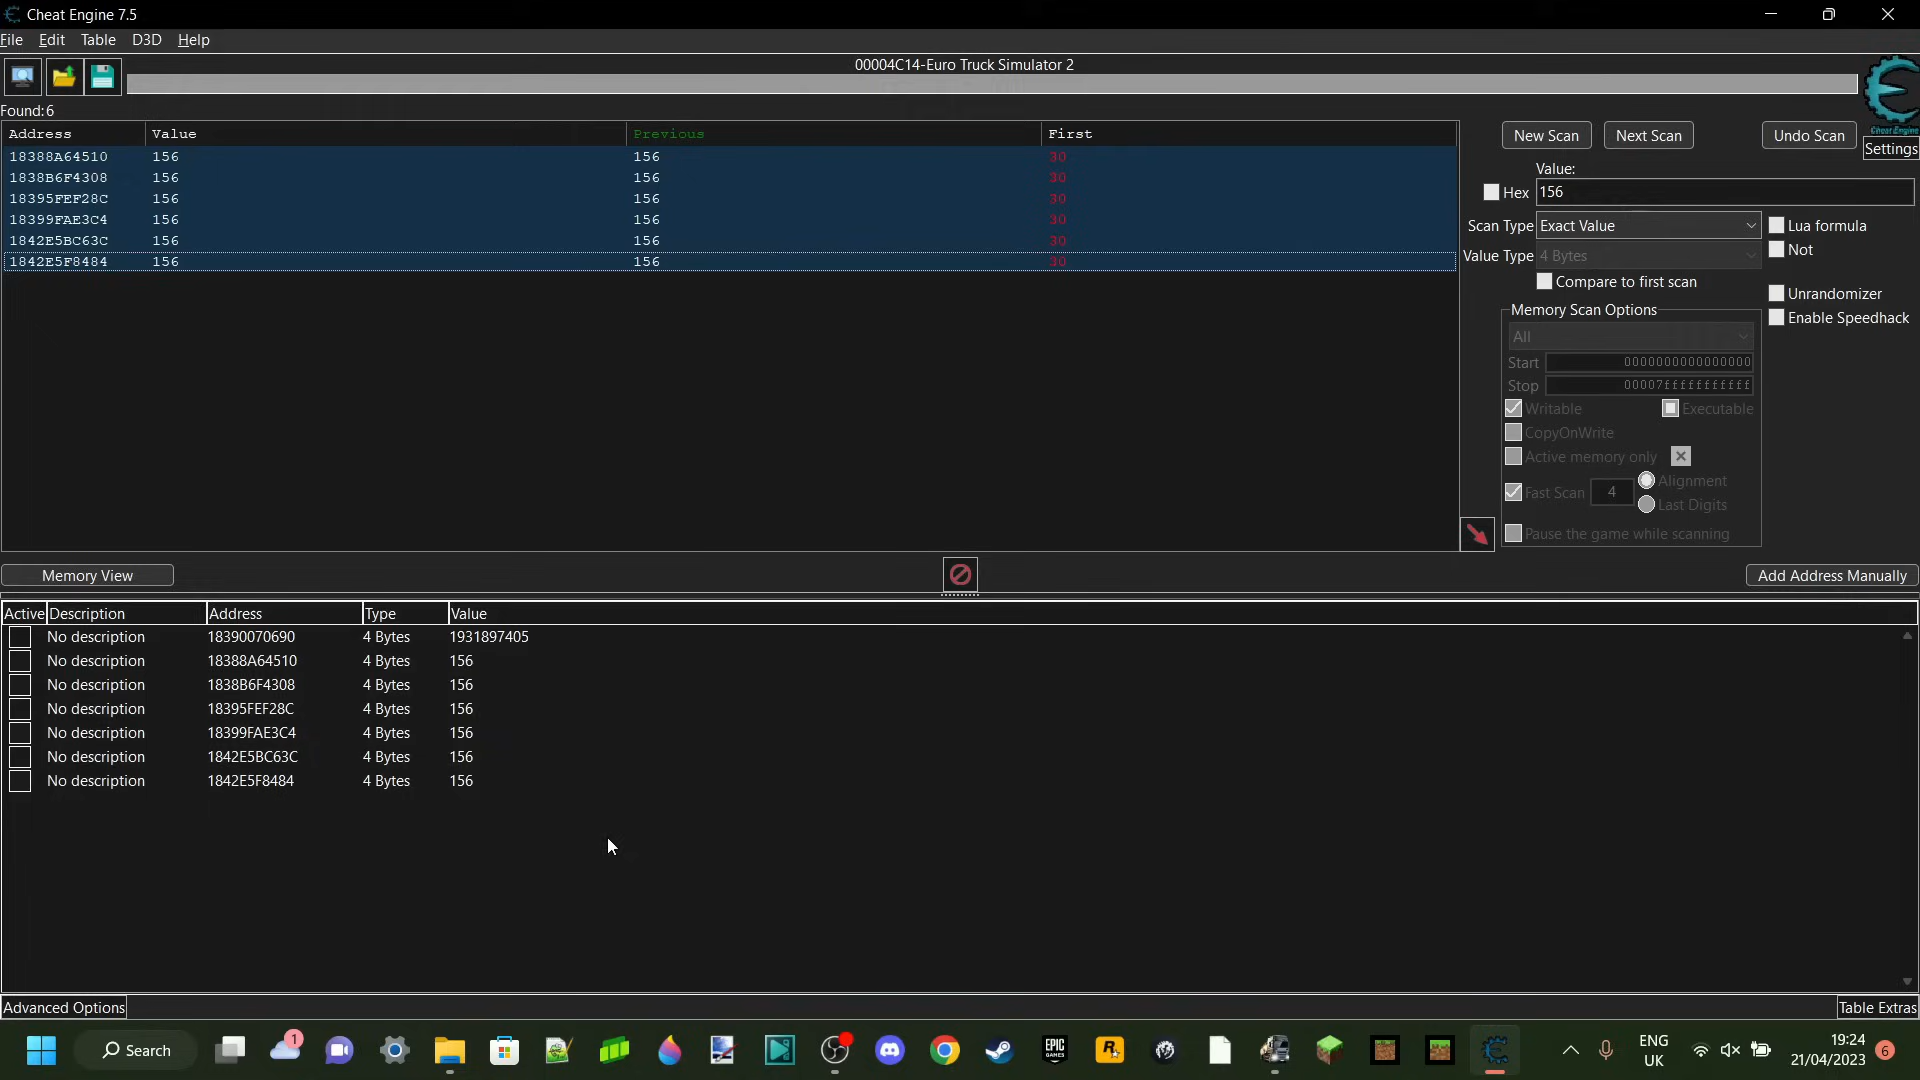 Cheat Engine 7.5
File Edit Table D3D Help
00004C14-Euro Truck Simulator 2
Found:6
Address Value Previous First
18388A64510 156 156 30
1838B6F4308 156 156 30
18395FEF28C 156 156 30
18399FAE3C4 156 156 30
1842E5BC63C 156 156 30
1842E5F8484 156 156 30
New Scan Next Scan Undo Scan
Cheat Engine
Settings
Value:
Hex 156
Scan Type Exact Value Lua formula
Value Type 4 Bytes Not
Compare to first scan
Unrandomizer
Memory Scan Options
Enable Speedhack
All
Start 0000000000000000
Stop 00007fffffffffff
Writable Executable
CopyOnWrite
Active memory only
Fast Scan 4 Alignment
Last Digits
Pause the game while scanning
Memory View Add Address Manually
Active Description Address Type Value
No description 18390070690 4 Bytes 1931897405
No description 18388A64510 4 Bytes 156
No description 1838B6F4308 4 Bytes 156
No description 18395FEF28C 4 Bytes 156
No description 18399FAE3C4 4 Bytes 156
No description 1842E5BC63C 4 Bytes 156
No description 1842E5F8484 4 Bytes 156
Advanced Options Table Extras
Search 1 EPIC GAMES R ENG UK 19:24 21/04/2023 6